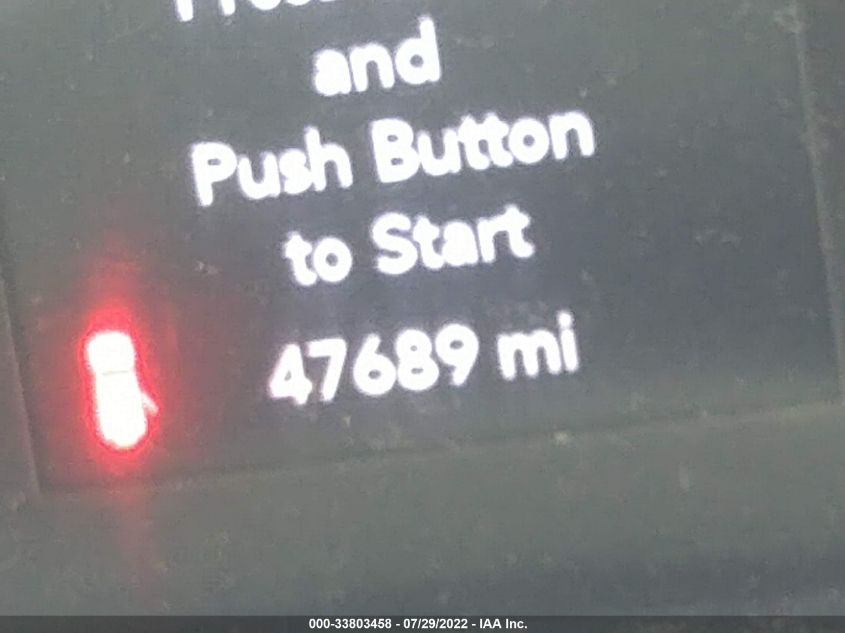 and
Push Button
to Start
47689 mi
000-33803458 - 07/29/2022 - IAA Inc.